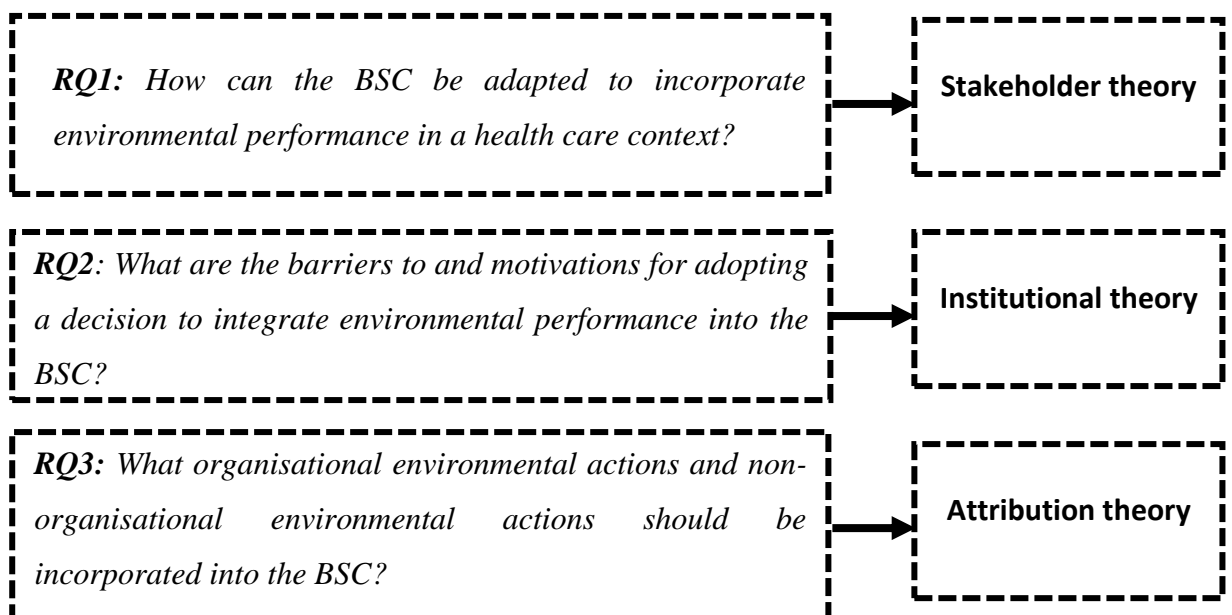 RQ1: How can the BSC be adapted to incorporate
environmental performance in a health care context?
Stakeholder theory
RQ2: What are the barriers to and motivations for adopting
a decision to integrate environmental performance into the
BSC?
Institutional theory
RQ3: What organisational environmental actions and non-
organisational environmental actions should be
incorporated into the BSC?
Attribution theory